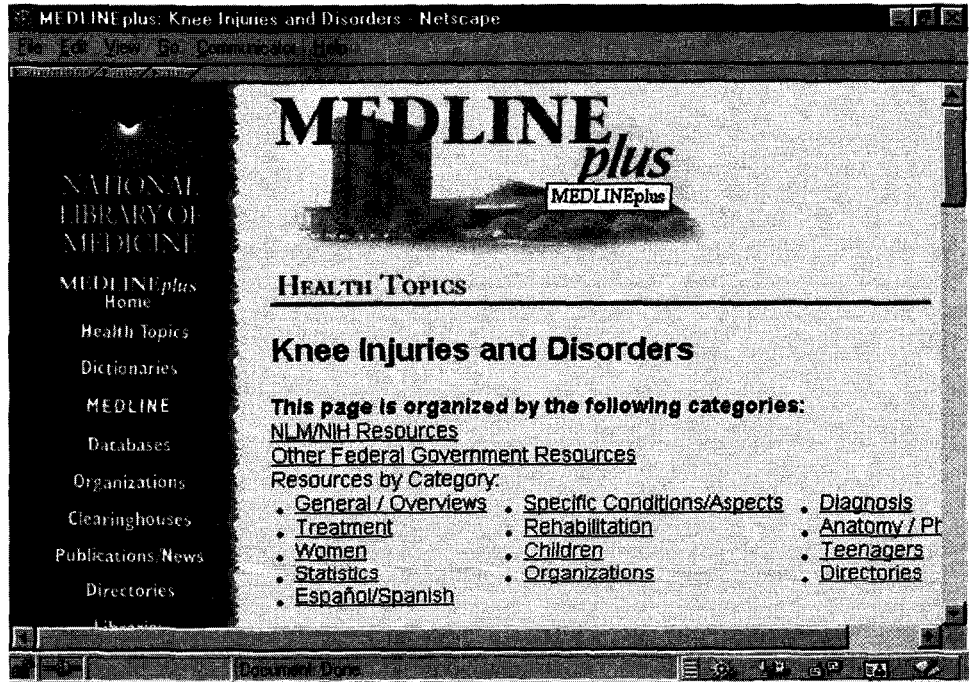 MEDLINEplus: Knee Injuries and Disorders - Netscape
File Edit View Go Communicator Help
NATIONAL
LIBRARY OF
MEDICINE
MEDLINEplus
Home
Health Topics
Dictionaries
MEDLINE
Databases
Organizations
Clearinghouses
Publications/News
Directories
Libraries
MEDLINE
plus
MEDLINEplus
HEALTH TOPICS
Knee Injuries and Disorders
This page is organized by the following categories:
NLM/NIH Resources
Other Federal Government Resources
Resources by Category:
• General / Overviews • Specific Conditions/Aspects • Diagnosis
• Treatment • Rehabilitation • Anatomy / Ph
• Women • Children • Teenagers
• Statistics • Organizations • Directories
• Español/Spanish
Document: Done